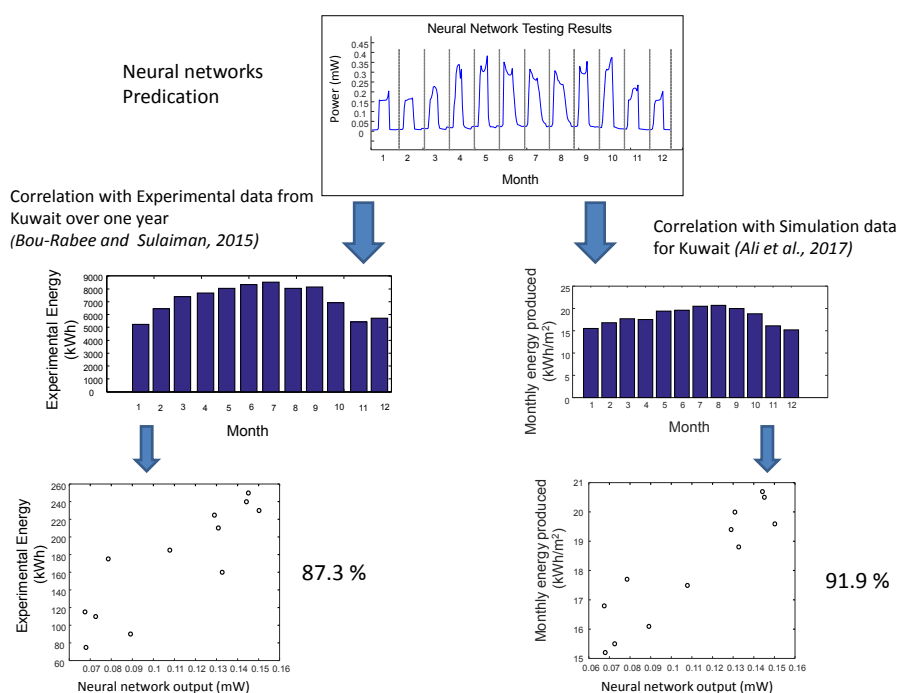 Neural networks
Predication
Neural Network Testing Results
Power (mW)
0.45
0.4
0.35
0.3
0.25
0.2
0.15
0.1
0.05
0
1 2 3 4 5 6 7 8 9 10 11 12
Month
Correlation with Experimental data from
Kuwait over one year
(Bou-Rabee and Sulaiman, 2015)
Correlation with Simulation data
for Kuwait (Ali et al., 2017)
Experimental Energy
(kWh)
9000
8000
7000
6000
5000
4000
3000
2000
1000
0
1 2 3 4 5 6 7 8 9 10 11 12
Month
Monthly energy produced
(kWh/m²)
25
20
15
10
5
0
1 2 3 4 5 6 7 8 9 10 11 12
Month
Experimental Energy
(kWh)
260
240
220
200
180
160
140
120
100
80
60
0.07 0.08 0.09 0.1 0.11 0.12 0.13 0.14 0.15 0.16
Neural network output (mW)
87.3 %
Monthly energy produced
(kWh/m²)
21
20
19
18
17
16
15
0.06 0.07 0.08 0.09 0.1 0.11 0.12 0.13 0.14 0.15 0.16
Neural network output (mW)
91.9 %